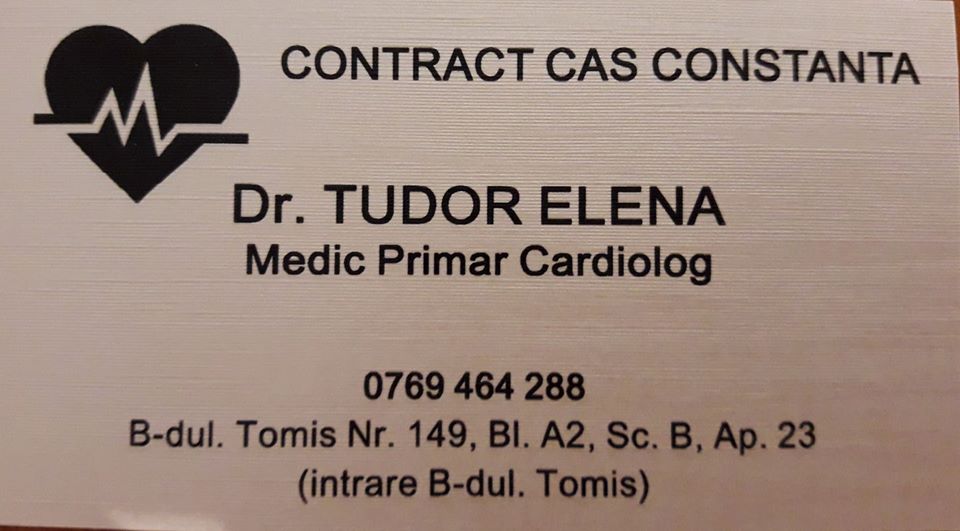 CONTRACT CAS CONSTANTA
Dr. TUDOR ELENA
Medic Primar Cardiolog
0769 464 288
B-dul. Tomis Nr. 149, Bl. A2, Sc. B, Ap. 23
(intrare B-dul. Tomis)